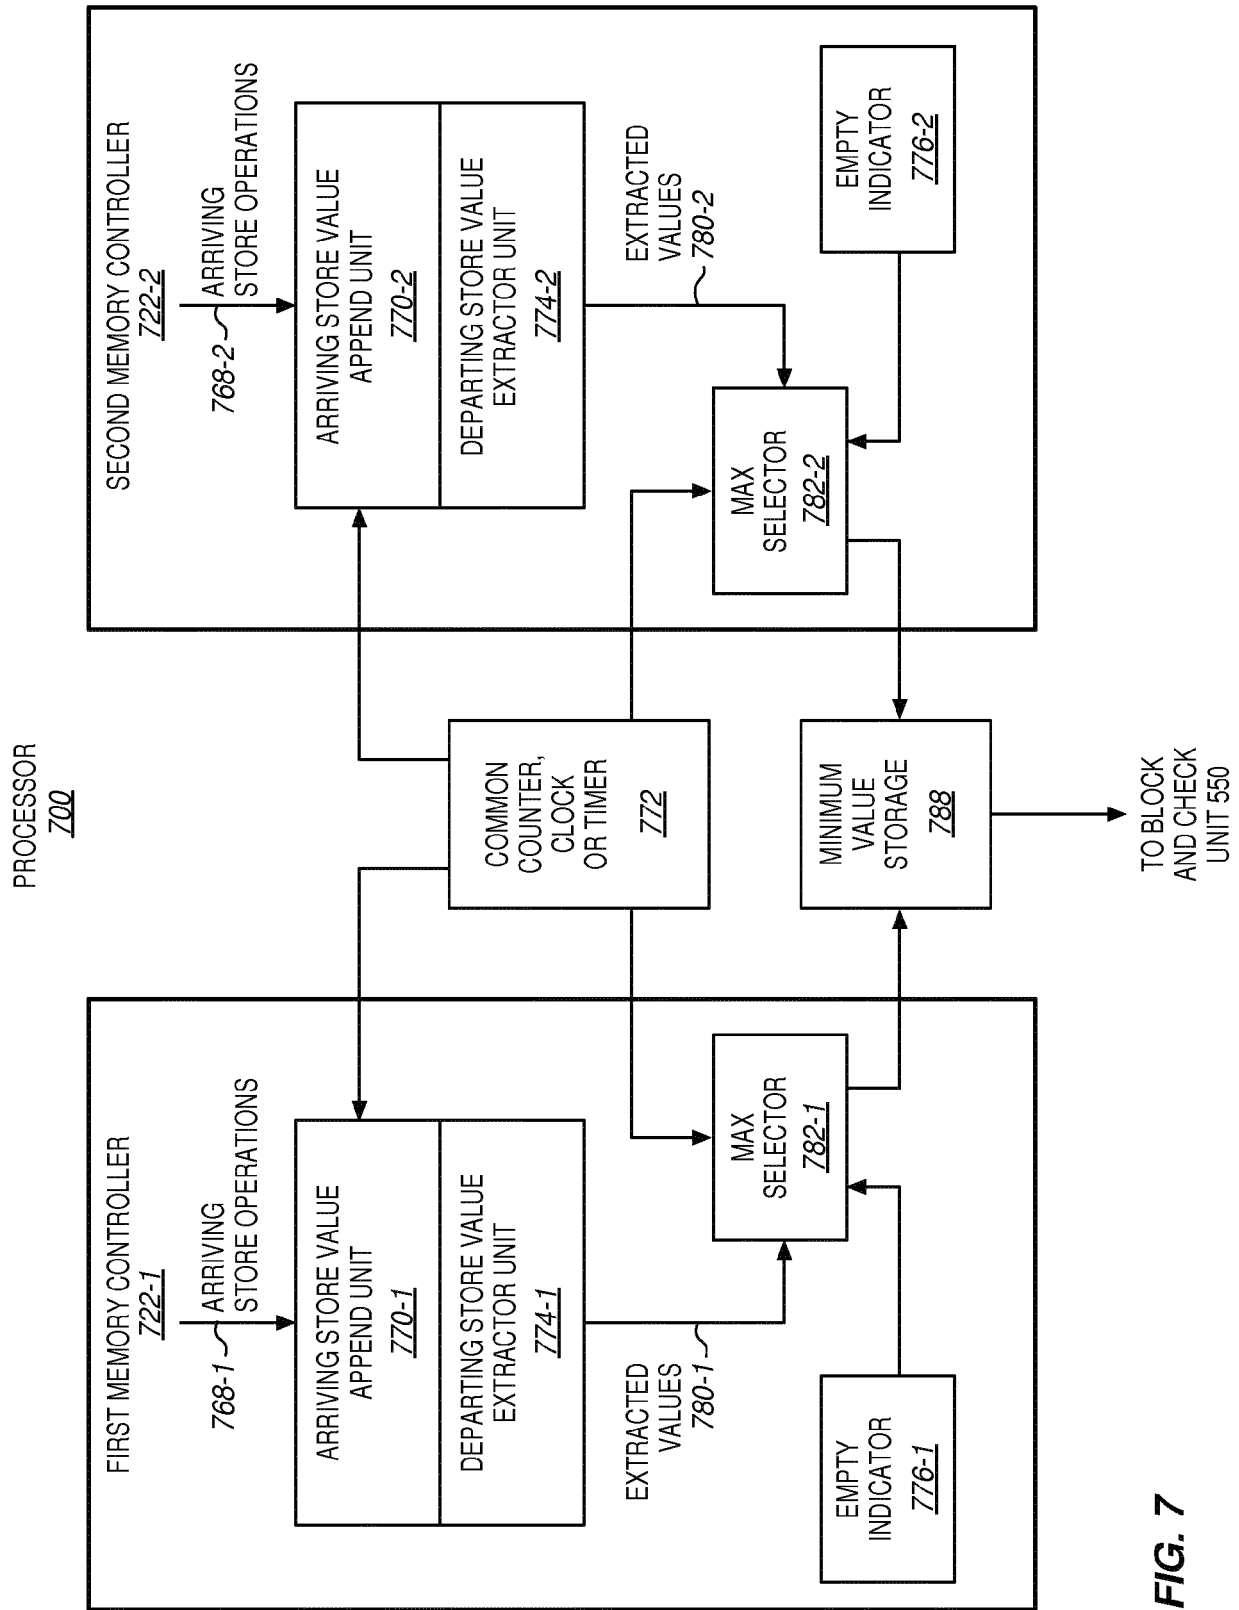 PROCESSOR
700
FIRST MEMORY CONTROLLER
722-1
768-1
ARRIVING
STORE OPERATIONS
ARRIVING STORE VALUE
APPEND UNIT
770-1
DEPARTING STORE VALUE
EXTRACTOR UNIT
774-1
EXTRACTED
VALUES
780-1
MAX
SELECTOR
782-1
EMPTY
INDICATOR
776-1
COMMON
COUNTER,
CLOCK
OR TIMER
772
MINIMUM
VALUE
STORAGE
788
TO BLOCK
AND CHECK
UNIT 550
SECOND MEMORY CONTROLLER
722-2
768-2
ARRIVING
STORE OPERATIONS
ARRIVING STORE VALUE
APPEND UNIT
770-2
DEPARTING STORE VALUE
EXTRACTOR UNIT
774-2
EXTRACTED
VALUES
780-2
MAX
SELECTOR
782-2
EMPTY
INDICATOR
776-2
FIG. 7